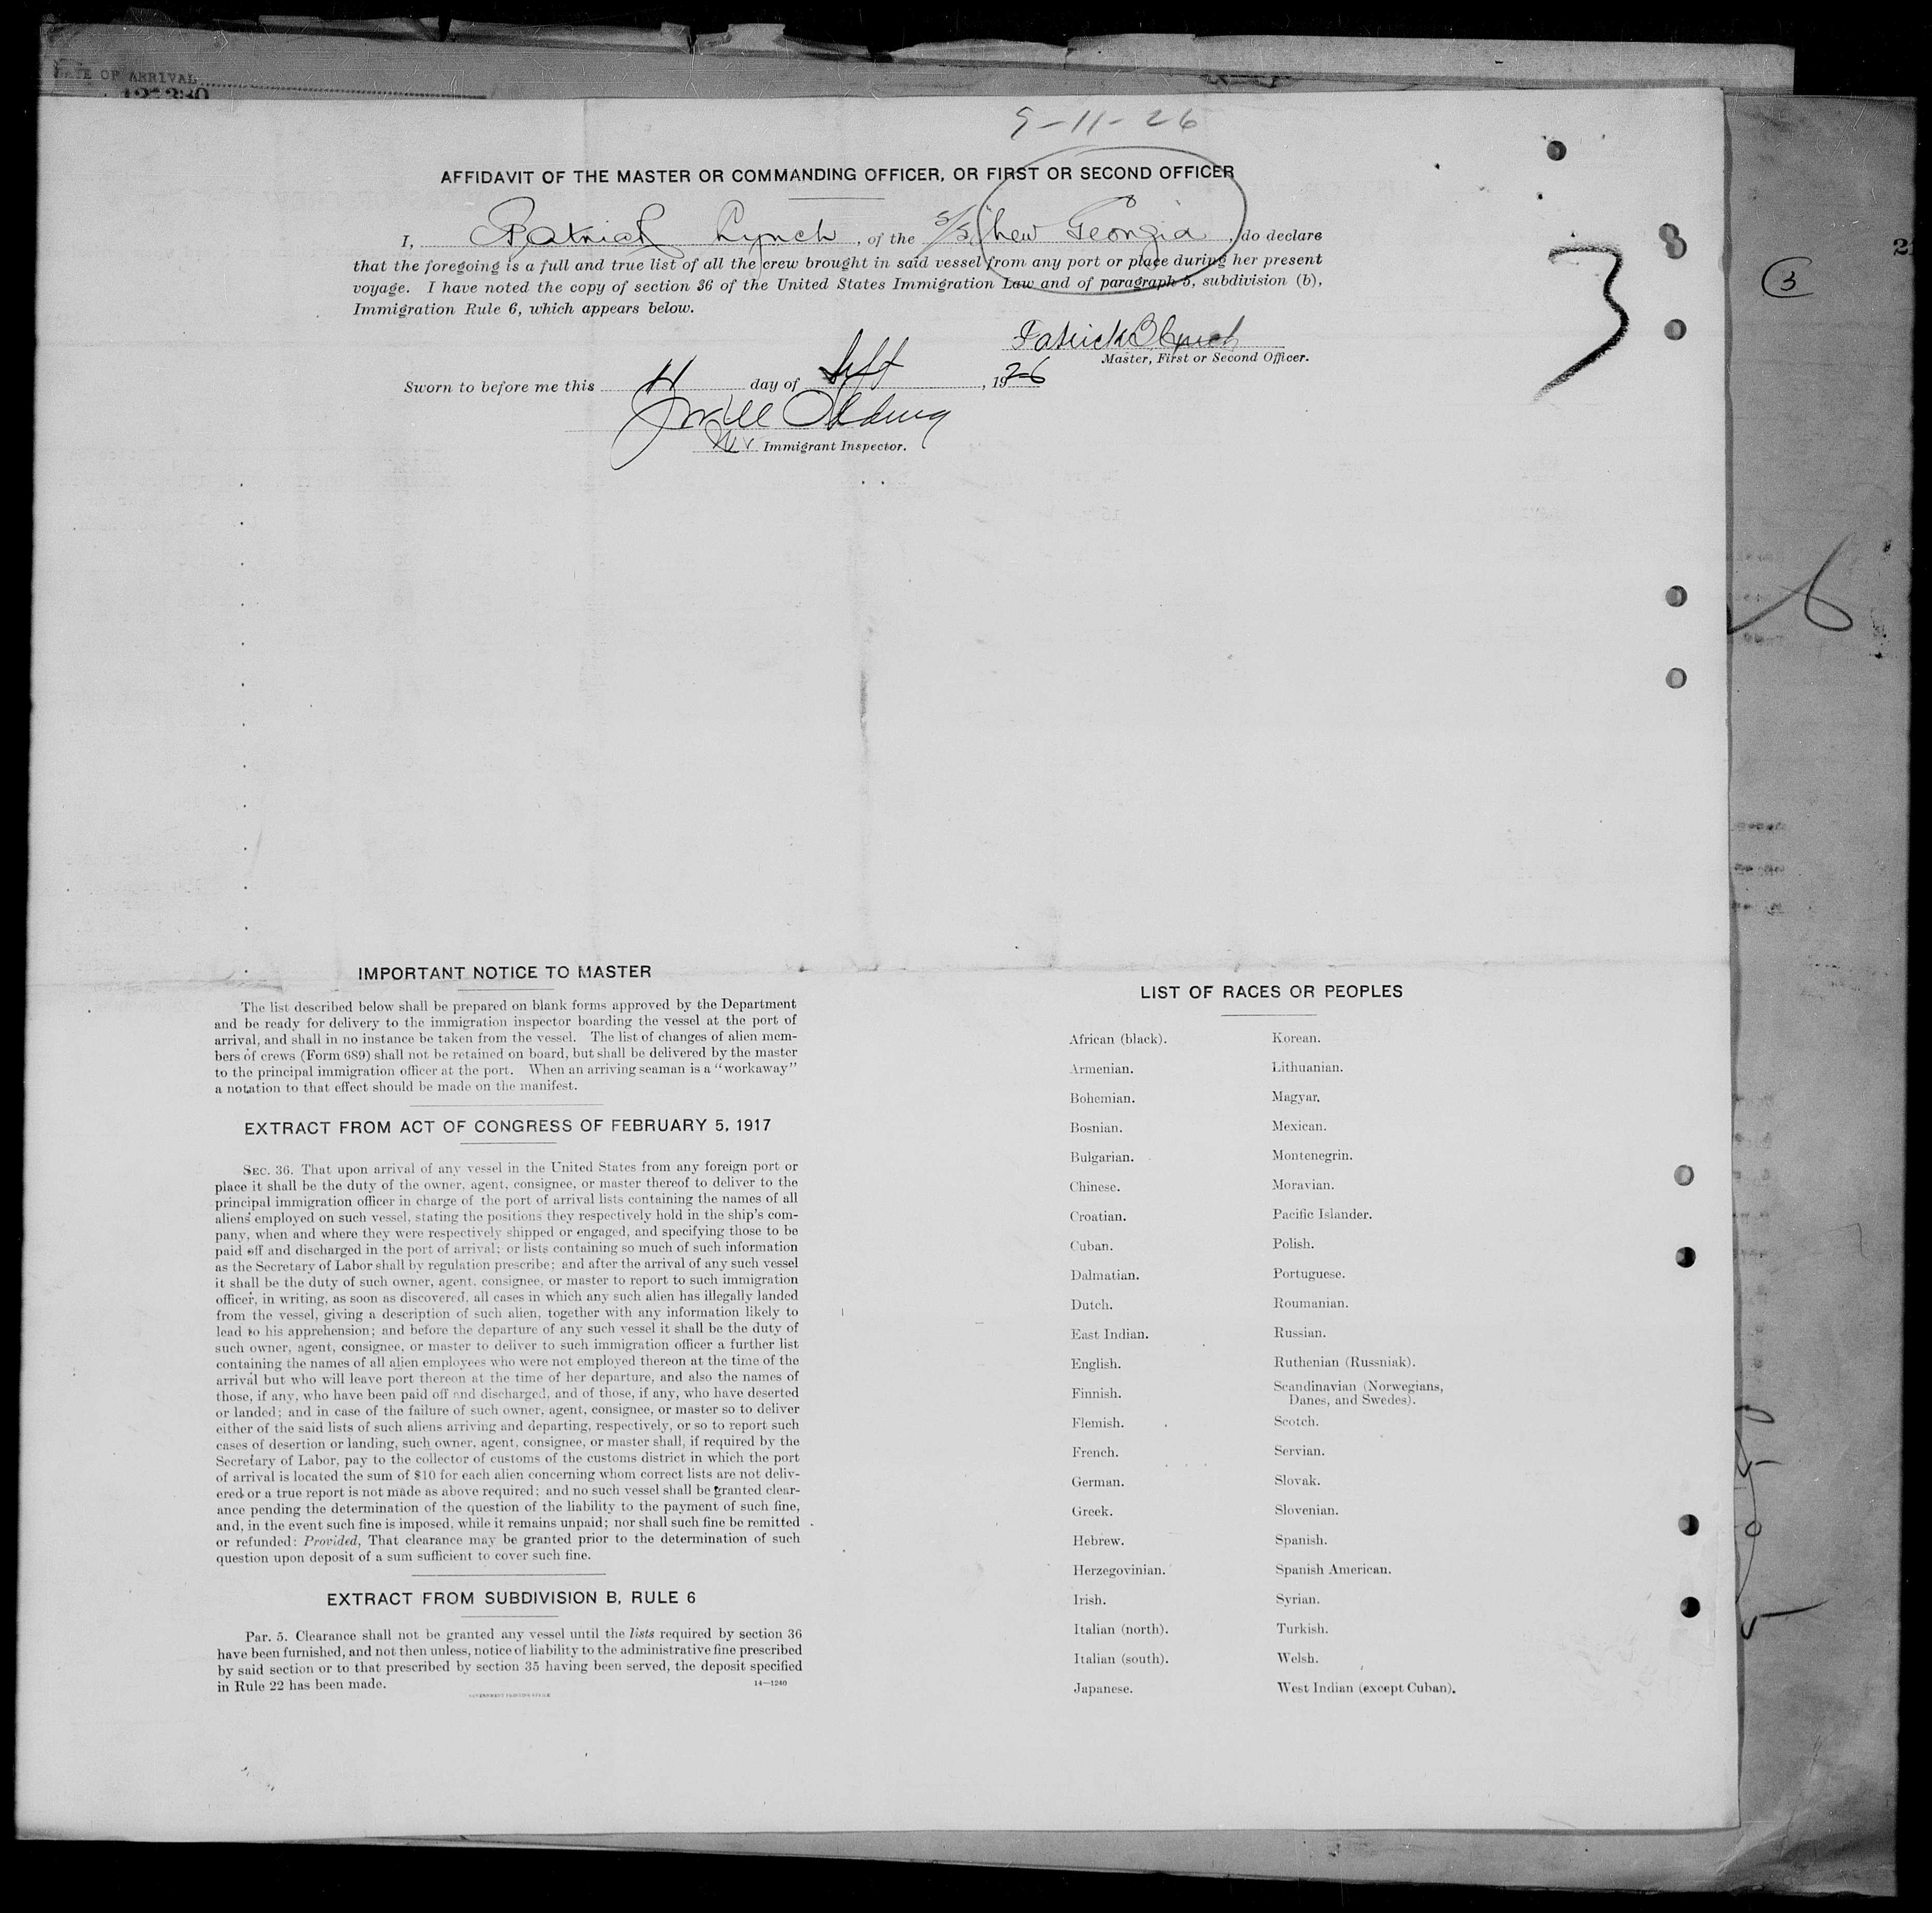 DATE OF ARRIVAL
9-11-26
AFFIDAVIT OF THE MASTER OR COMMANDING OFFICER, OR FIRST OR SECOND OFFICER
I, Patrick Lynch, of the S/S "New Georgia", do declare
that the foregoing is a full and true list of all the crew brought in said vessel from any port or place during her present
voyage. I have noted the copy of section 36 of the United States Immigration Law and of paragraph 5, subdivision (b),
Immigration Rule 6, which appears below.
3
3
2
Patrick Lynch
Master, First or Second Officer.
Sworn to before me this 11 day of Sept, 1926
Immigrant Inspector.
IMPORTANT NOTICE TO MASTER
The list described below shall be prepared on blank forms approved by the Department
and be ready for delivery to the immigration inspector boarding the vessel at the port of
arrival, and shall in no instance be taken from the vessel. The list of changes of alien mem-
bers of crews (Form 689) shall not be retained on board, but shall be delivered by the master
to the principal immigration officer at the port. When an arriving seaman is a "workaway"
a notation to that effect should be made on the manifest.
EXTRACT FROM ACT OF CONGRESS OF FEBRUARY 5, 1917
SEC. 36. That upon arrival of any vessel in the United States from any foreign port or
place it shall be the duty of the owner, agent, consignee, or master thereof to deliver to the
principal immigration officer in charge of the port of arrival lists containing the names of all
aliens employed on such vessel, stating the positions they respectively hold in the ship's com-
pany, when and where they were respectively shipped or engaged, and specifying those to be
paid off and discharged in the port of arrival; or lists containing so much of such information
as the Secretary of Labor shall by regulation prescribe; and after the arrival of any such vessel
it shall be the duty of such owner, agent, consignee, or master to report to such immigration
officer, in writing, as soon as discovered, all cases in which any such alien has illegally landed
from the vessel, giving a description of such alien, together with any information likely to
lead to his apprehension; and before the departure of any such vessel it shall be the duty of
such owner, agent, consignee, or master to deliver to such immigration officer a further list
containing the names of all alien employees who were not employed thereon at the time of the
arrival but who will leave port thereon at the time of her departure, and also the names of
those, if any, who have been paid off and discharged, and of those, if any, who have deserted
or landed; and in case of the failure of such owner, agent, consignee, or master so to deliver
either of the said lists of such aliens arriving and departing, respectively, or so to report such
cases of desertion or landing, such owner, agent, consignee, or master shall, if required by the
Secretary of Labor, pay to the collector of customs of the customs district in which the port
of arrival is located the sum of $10 for each alien concerning whom correct lists are not deliv-
ered or a true report is not made as above required; and no such vessel shall be granted clear-
ance pending the determination of the question of the liability to the payment of such fine,
and, in the event such fine is imposed, while it remains unpaid; nor shall such fine be remitted
or refunded: Provided, That clearance may be granted prior to the determination of such
question upon deposit of a sum sufficient to cover such fine.
EXTRACT FROM SUBDIVISION B, RULE 6
Par. 5. Clearance shall not be granted any vessel until the lists required by section 36
have been furnished, and not then unless, notice of liability to the administrative fine prescribed
by said section or to that prescribed by section 35 having been served, the deposit specified
in Rule 22 has been made.
14—1240
GOVERNMENT PRINTING OFFICE
LIST OF RACES OR PEOPLES
African (black). Korean.
Armenian. Lithuanian.
Bohemian. Magyar.
Bosnian. Mexican.
Bulgarian. Montenegrin.
Chinese. Moravian.
Croatian. Pacific Islander.
Cuban. Polish.
Dalmatian. Portuguese.
Dutch. Roumanian.
East Indian. Russian.
English. Ruthenian (Russniak).
Finnish. Scandinavian (Norwegians,
Danes, and Swedes).
Flemish. Scotch.
French. Servian.
German. Slovak.
Greek. Slovenian.
Hebrew. Spanish.
Herzegovinian. Spanish American.
Irish. Syrian.
Italian (north). Turkish.
Italian (south). Welsh.
Japanese. West Indian (except Cuban).